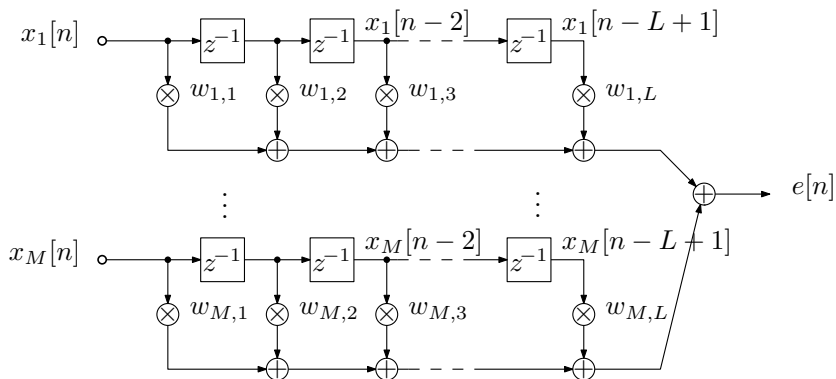 x_1[n] z^{-1} z^{-1} x_1[n-2] z^{-1} x_1[n-L+1]
w_{1,1} w_{1,2} w_{1,3} w_{1,L}
e[n]
x_M[n] z^{-1} z^{-1} x_M[n-2] z^{-1} x_M[n-L+1]
w_{M,1} w_{M,2} w_{M,3} w_{M,L}